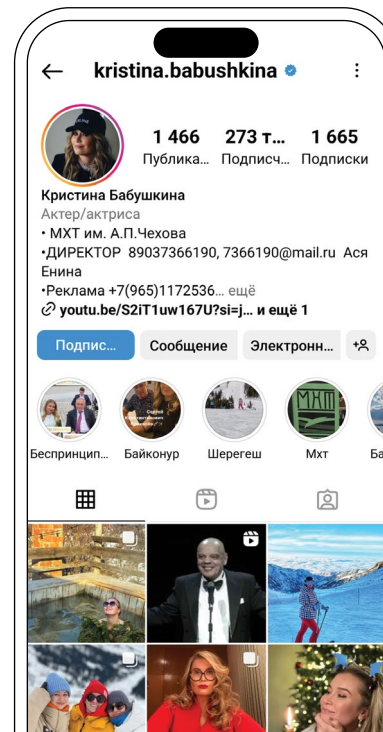 kristina.babushkina
1 466 273 т... 1 665
Публика... Подписч... Подписки
Кристина Бабушкина
Актер/актриса
• МХТ им. А.П.Чехова
•ДИРЕКТОР 89037366190, 7366190@mail.ru Ася
Енина
•Реклама +7(965)1172536... ещё
youtu.be/S2iT1uw167U?si=j... и ещё 1
Подпис... Сообщение Электронн...
Беспринцип... Байконур Шерегеш Мхт Ба
МХТ